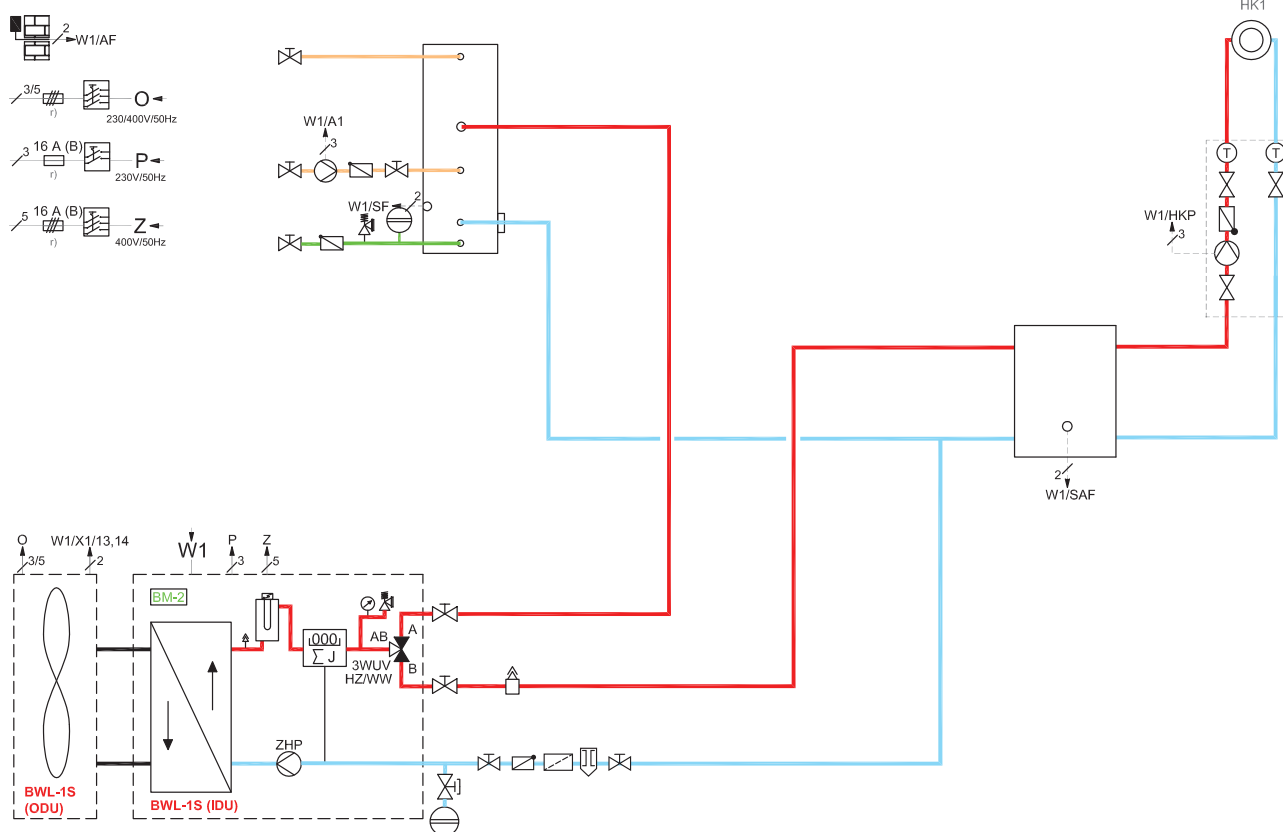 HK1
2
W1/AF
3/5
r)
O
230/400V/50Hz
W1/A1
3
3
16 A (B)
r)
P
230V/50Hz
T
T
W1/SF
2
5
16 A (B)
r)
Z
400V/50Hz
W1/HKP
3
2
W1/SAF
O
3/5
W1/X1/13,14
2
W1
P
3
Z
5
BM-2
000
Σ J
AB
A
B
3WUV
HZ/WW
ZHP
BWL-1S
(ODU)
BWL-1S (IDU)